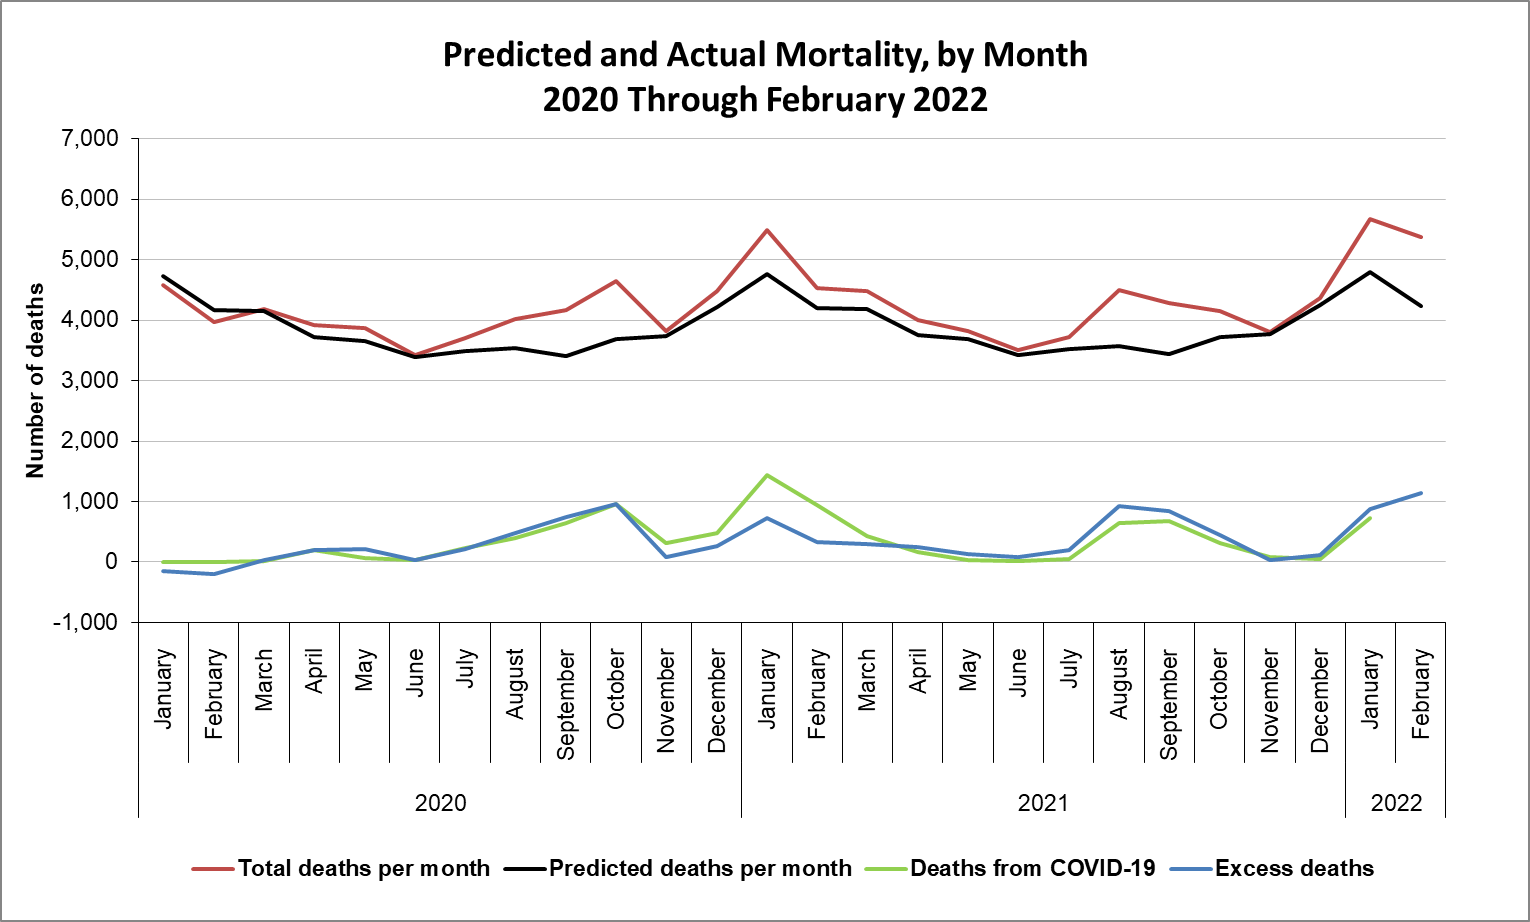 Predicted and Actual Mortality, by Month
2020 Through February 2022
7,000
6,000
5,000
4,000
3,000
2,000
1,000
0
-1,000
Number of deaths
January
February
March
April
May
June
July
August
September
October
November
December
January
February
March
April
May
June
July
August
September
October
November
December
January
February
2020
2021
2022
Total deaths per month
Predicted deaths per month
Deaths from COVID-19
Excess deaths